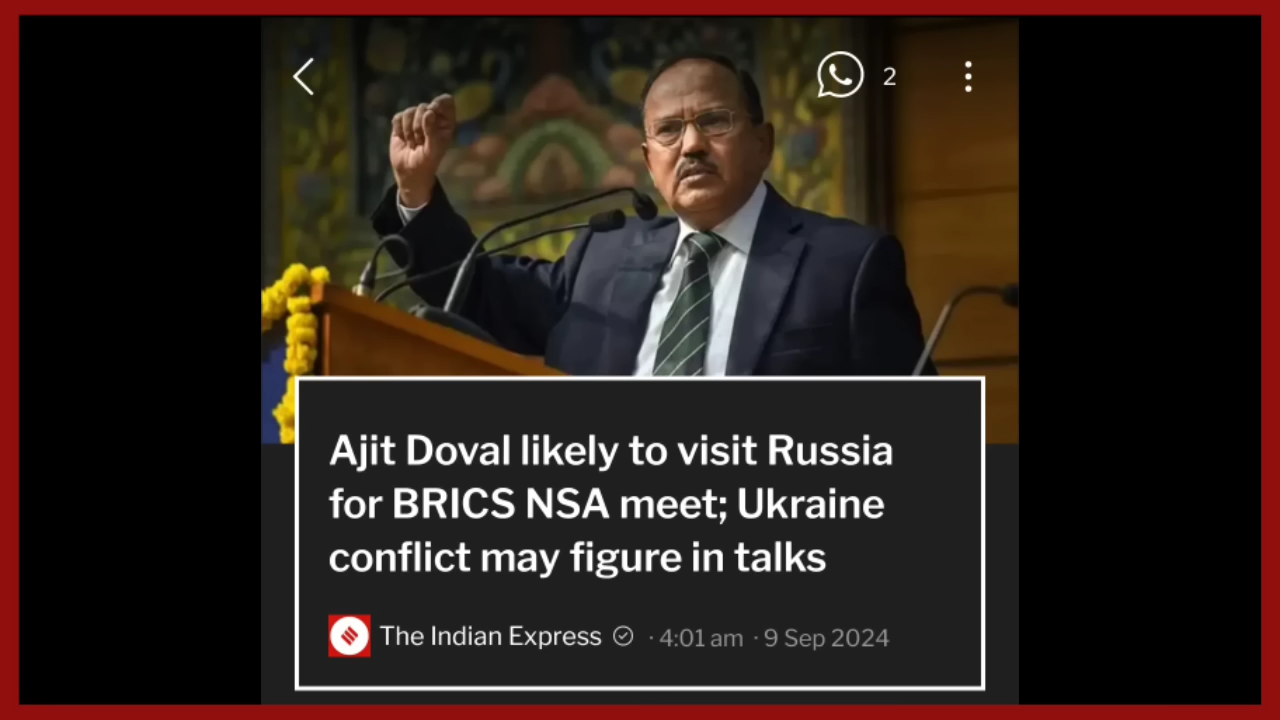 2
Ajit Doval likely to visit Russia
for BRICS NSA meet; Ukraine
conflict may figure in talks
The Indian Express · 4:01 am · 9 Sep 2024